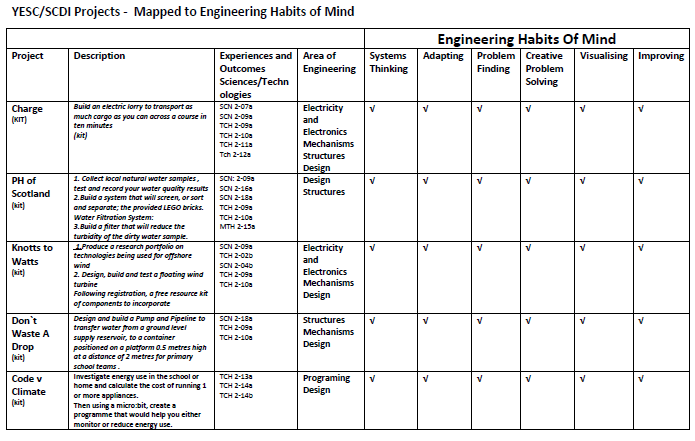 YESC/SCDI Projects - Mapped to Engineering Habits of Mind
Engineering Habits Of Mind
Project
Description
Experiences and
Outcomes
Sciences/Techn
ologies
Area of
Engineering
Systems
Thinking
Adapting
Problem
Finding
Creative
Problem
Solving
Visualising
Improving
Charge
(KIT)
Build an electric lorry to transport as
much cargo as you can across a course in
ten minutes
(kit)
SCN 2-07a
SCN 2-09a
TCH 2-09a
TCH 2-10a
TCH 2-11a
Tch 2-12a
Electricity
and
Electronics
Mechanisms
Structures
Design
√ √ √ √ √ √
PH of
Scotland
(kit)
1. Collect local natural water samples ,
test and record your water quality results
2.Build a system that will screen, or sort
and separate; the provided LEGO bricks.
Water Filtration System:
3.Build a filter that will reduce the
turbidity of the dirty water sample.
SCN: 2-09a
SCN 2-16a
SCN 2-18a
TCH 2-09a
TCH 2-10a
MTH 2-15a
Design
Structures
√ √ √ √ √ √
Knotts to
Watts
(kit)
1.Produce a research portfolio on
technologies being used for offshore
wind
2. Design, build and test a floating wind
turbine
Following registration, a free resource kit
of components to incorporate
SCN 2-09a
TCH 2-02b
SCN 2-04b
TCH 2-09a
TCH 2-10a
Electricity
and
Electronics
Mechanisms
Design
√ √ √ √ √ √
Don`t
Waste A
Drop
(kit)
Design and build a Pump and Pipeline to
transfer water from a ground level
supply reservoir, to a container
positioned on a platform 0.5 metres high
at a distance of 2 metres for primary
school teams .
SCN 2-18a
TCH 2-09a
TCH 2-10a
Structures
Mechanisms
Design
√ √ √ √ √ √
Code v
Climate
(kit)
Investigate energy use in the school or
home and calculate the cost of running 1
or more appliances.
Then using a micro:bit, create a
programme that would help you either
monitor or reduce energy use.
TCH 2-13a
TCH 2-14a
TCH 2-14b
Programing
Design
√ √ √ √ √ √